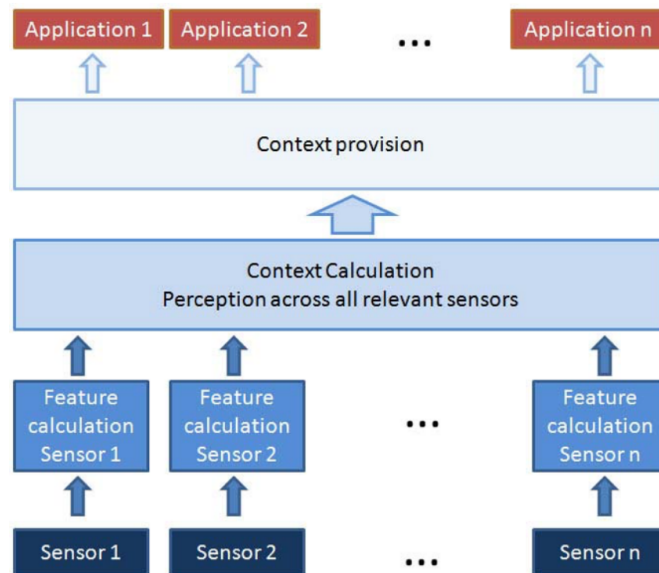 Application 1
Application 2
...
Application n
Context provision
Context Calculation
Perception across all relevant sensors
Feature
calculation
Sensor 1
Feature
calculation
Sensor 2
...
Feature
calculation
Sensor n
Sensor 1
Sensor 2
...
Sensor n